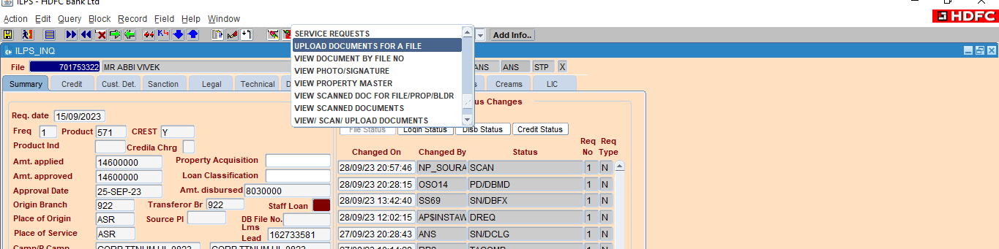 ILPS - HDFC Bank Ltd
Action Edit Query Block Record Field Help Window
HDFC
Add Info..
ILPS_INQ
File 701753322 MR ABBI VIVEK ANS ANS STP X
SERVICE REQUESTS
UPLOAD DOCUMENTS FOR A FILE
VIEW DOCUMENT BY FILE NO
VIEW PHOTO/SIGNATURE
VIEW PROPERTY MASTER
VIEW SCANNED DOC FOR FILE/PROP/BLDR
VIEW SCANNED DOCUMENTS
VIEW/ SCAN/ UPLOAD DOCUMENTS
Summary Credit Cust. Det. Sanction Legal Technical D s Creams LIC
Req. date 15/09/2023
Freq 1 Product 571 CREST Y
Product Ind Credila Chrg
Amt. applied 14600000 Property Acquisition
Amt. approved 14600000 Loan Classification
Approval Date 25-SEP-23 Amt. disbursed 8030000
Origin Branch 922 Transferor Br 922 Staff Loan
Place of Origin ASR Source Pl DB File No.
Place of Service ASR Lms Lead 162733581
Camp/P.Camp CORP TTNUM HL 0823 CORP TTNUM HL 0823
us Changes
File Status Login Status Disb Status Credit Status
Changed On Changed By Status Req No Req Type
28/09/23 20:57:46 NP_SOURA SCAN 1 N
28/09/23 20:28:15 OSO14 PD/DBMD 1 N
28/09/23 13:42:40 SS69 SN/DBFX 1 N
28/09/23 12:02:15 AP$INSTAW DREQ 1 N
27/09/23 20:28:43 ANS SN/DCLG 1 N